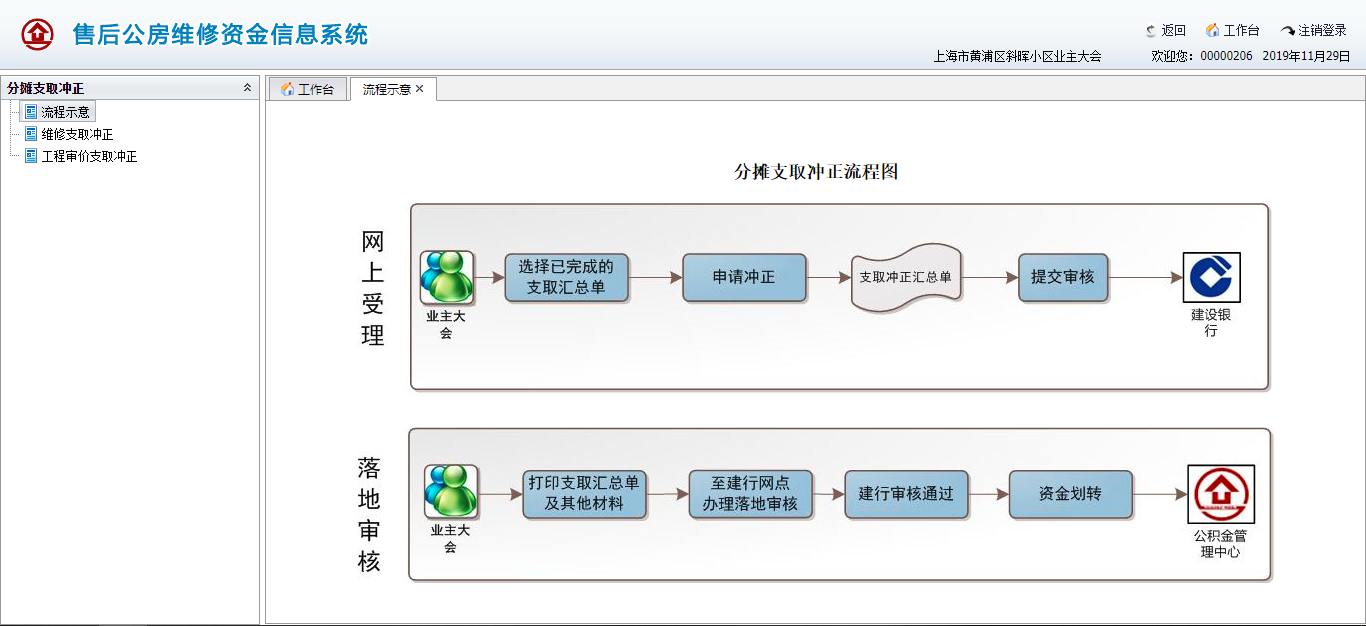 售后公房维修资金信息系统
返回 工作台 注销登录
上海市黄浦区斜晖小区业主大会 欢迎您：00000206 2019年11月29日
分摊支取冲正
流程示意
维修支取冲正
工程审价支取冲正
工作台 流程示意
分摊支取冲正流程图
网上受理
业主大会
选择已完成的
支取汇总单
申请冲正
支取冲正汇总单
提交审核
建设银行
落地审核
业主大会
打印支取汇总单
及其他材料
至建行网点
办理落地审核
建行审核通过
资金划转
公积金管
理中心